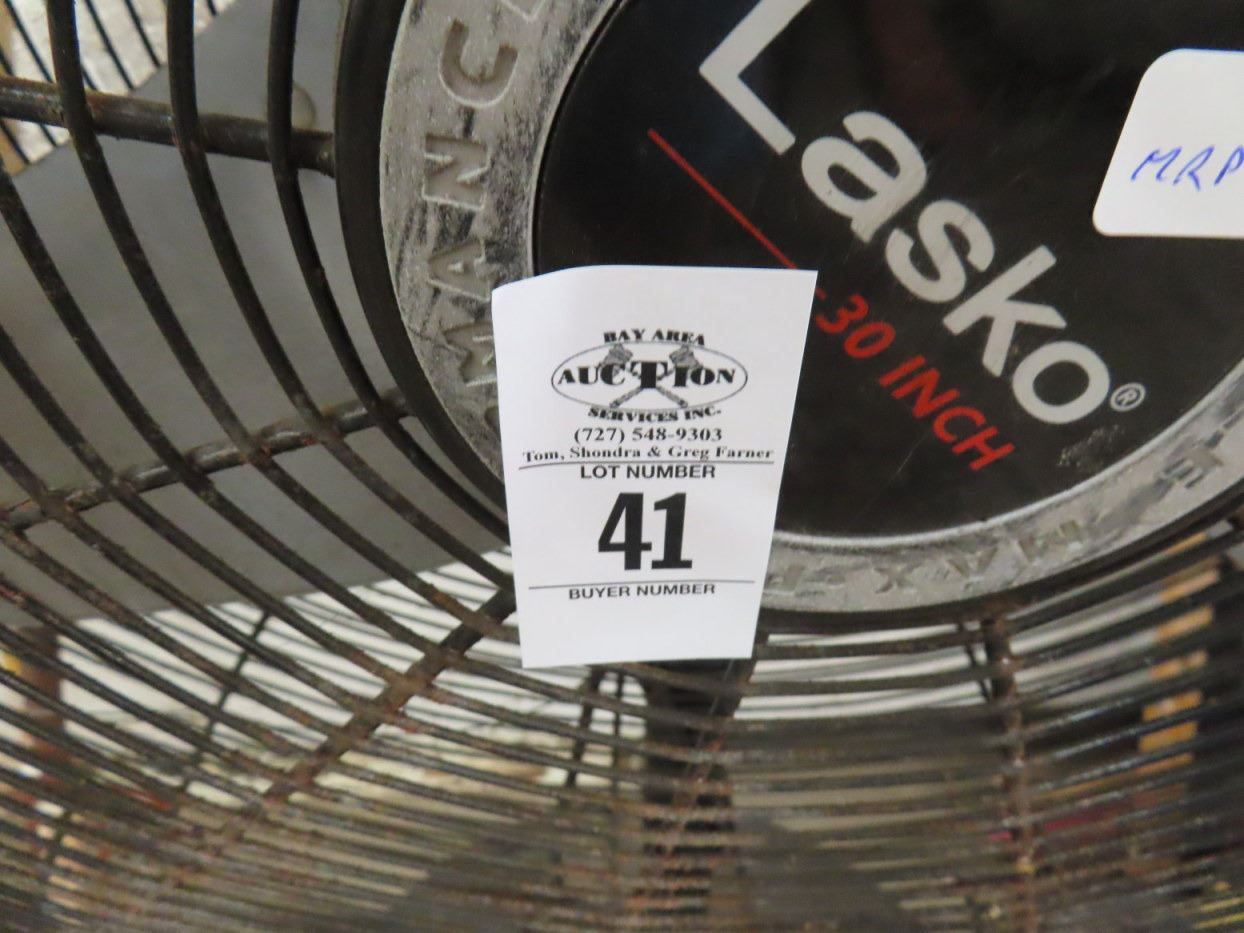 Lasko®
30 INCH
MRP
BAY AREA
AUCTION
SERVICES INC.
(727) 548-9303
Tom, Shondra & Greg Farner
LOT NUMBER
41
BUYER NUMBER